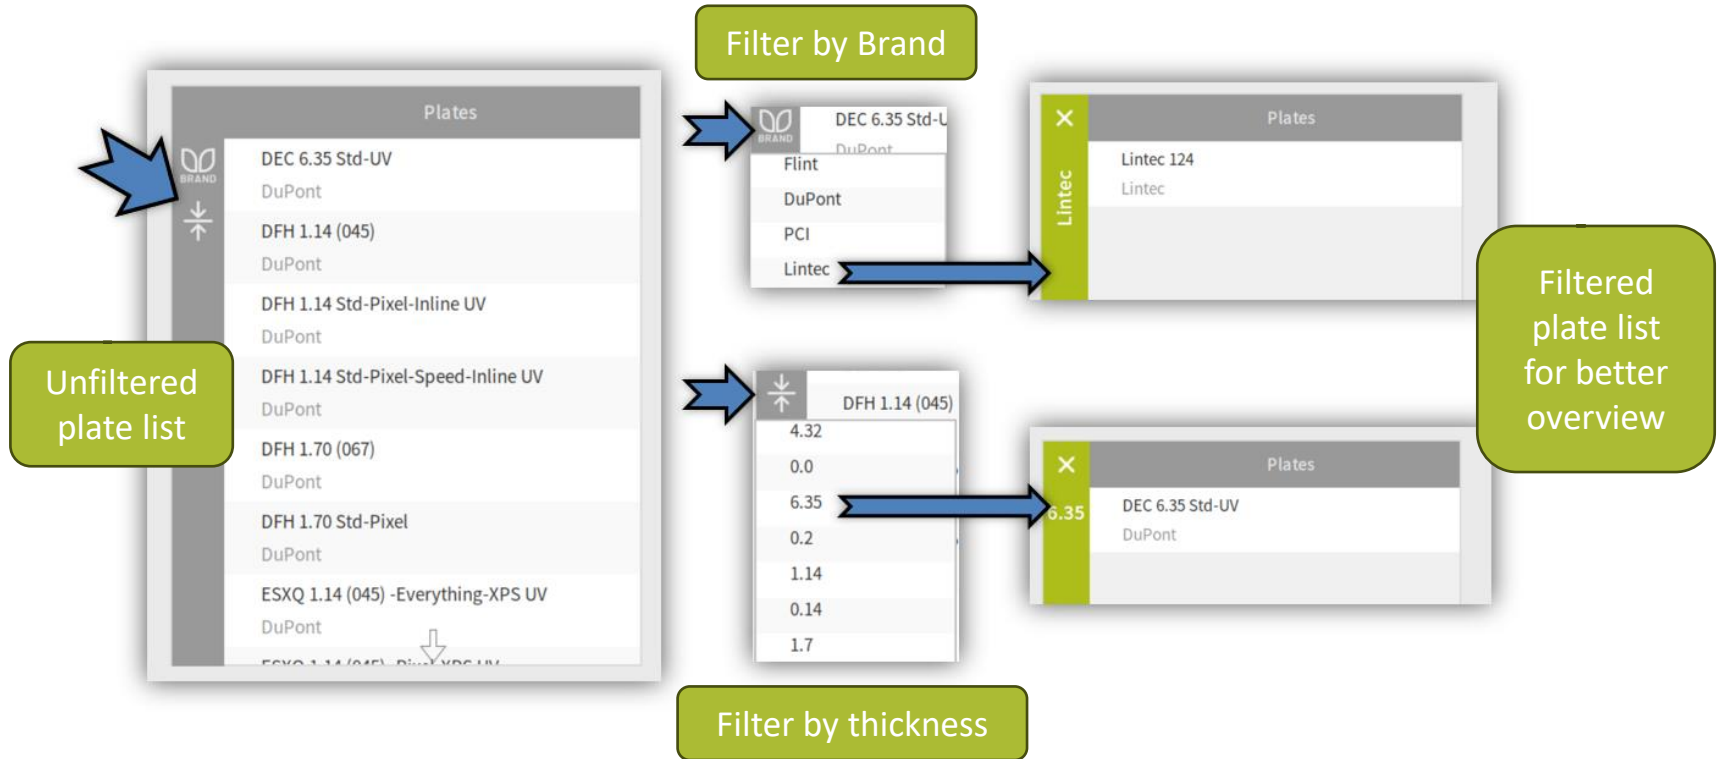 Filter by Brand
Plates
BRAND
DEC 6.35 Std-UV
DuPont
DFH 1.14 (045)
DuPont
DFH 1.14 Std-Pixel-Inline UV
DuPont
DFH 1.14 Std-Pixel-Speed-Inline UV
DuPont
DFH 1.70 (067)
DuPont
DFH 1.70 Std-Pixel
DuPont
ESXQ 1.14 (045) -Everything-XPS UV
DuPont
Unfiltered
plate list
BRAND
DEC 6.35 Std-U
DuPont
Flint
DuPont
PCI
Lintec
Plates
Lintec
Lintec 124
Lintec
DFH 1.14 (045)
4.32
0.0
6.35
0.2
1.14
0.14
1.7
Plates
6.35
DEC 6.35 Std-UV
DuPont
Filtered
plate list
for better
overview
Filter by thickness